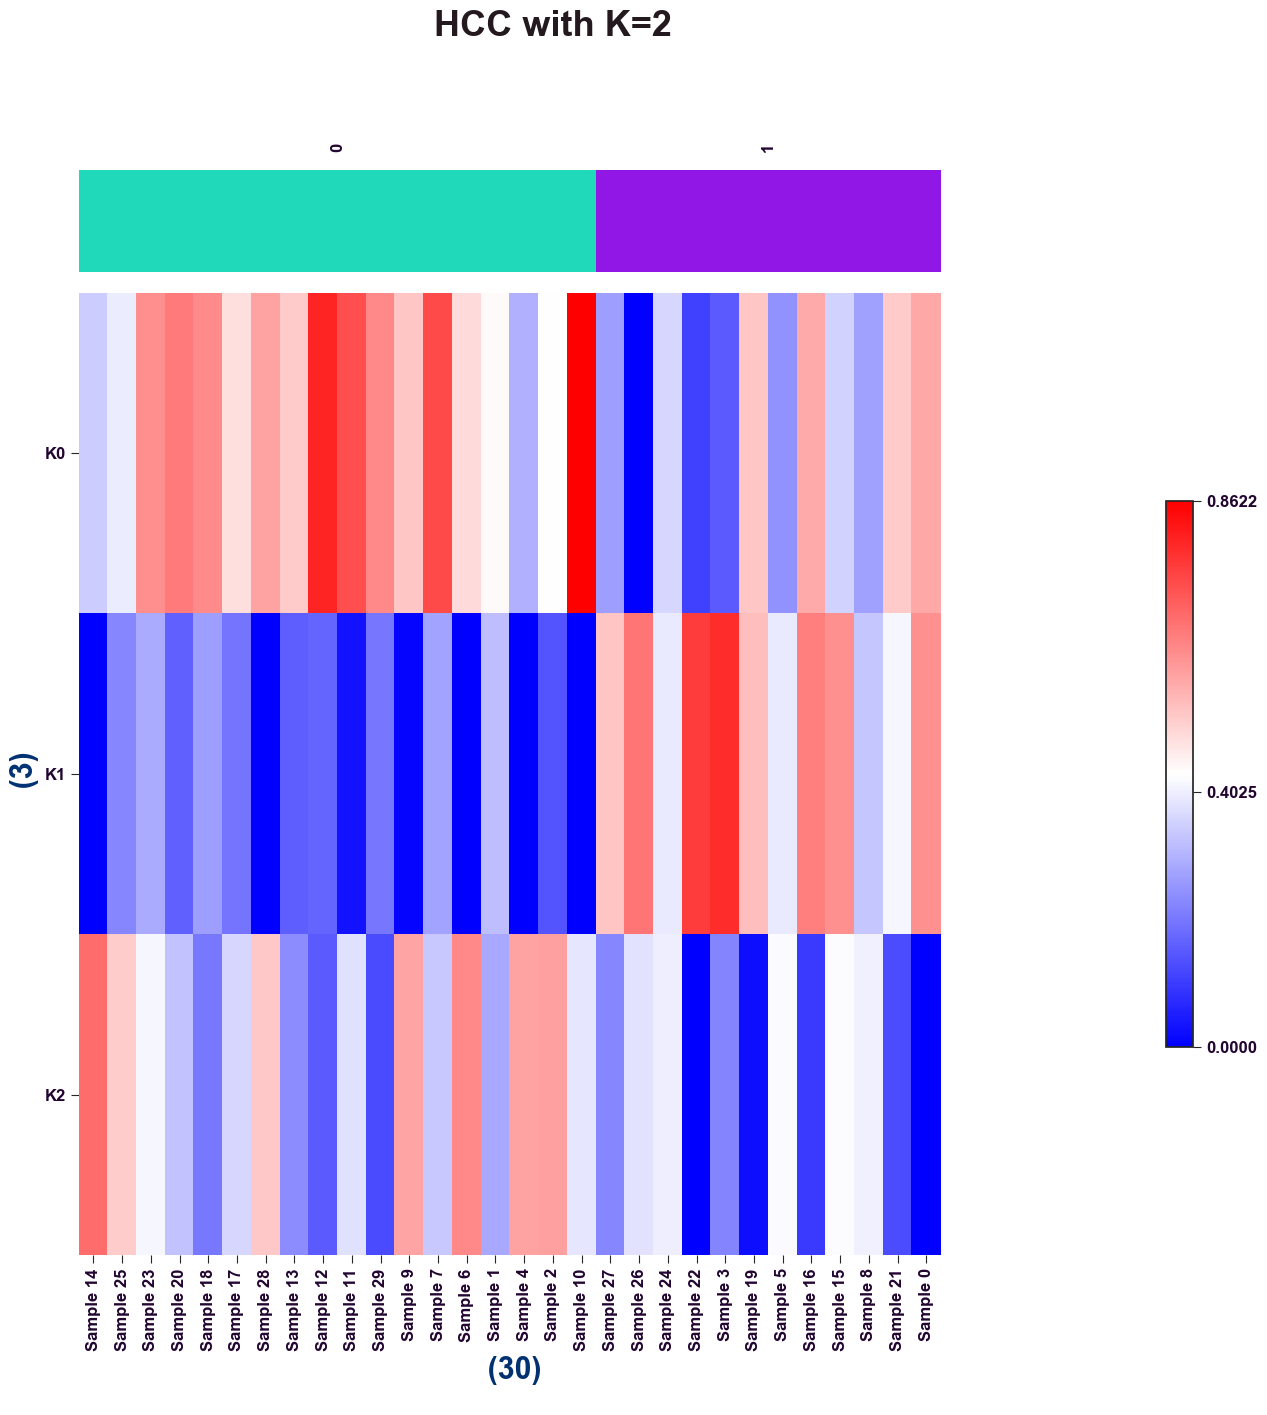 HCC with K=2
0
1
K0
K1
K2
(3)
0.8622
0.4025
0.0000
Sample 14
Sample 25
Sample 23
Sample 20
Sample 18
Sample 17
Sample 28
Sample 13
Sample 12
Sample 11
Sample 29
Sample 9
Sample 7
Sample 6
Sample 1
Sample 4
Sample 2
Sample 10
Sample 27
Sample 26
Sample 24
Sample 22
Sample 3
Sample 19
Sample 5
Sample 16
Sample 15
Sample 8
Sample 21
Sample 0
(30)